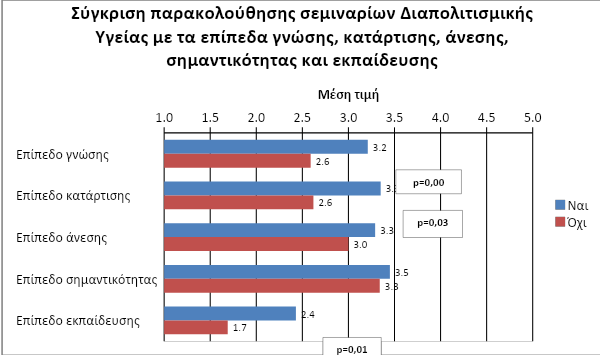 Σύγκριση παρακολούθησης σεμιναρίων Διαπολιτισμικής
Υγείας με τα επίπεδα γνώσης, κατάρτισης, άνεσης,
σημαντικότητας και εκπαίδευσης
Μέση τιμή
1.0 1.5 2.0 2.5 3.0 3.5 4.0 4.5 5.0
Επίπεδο γνώσης 3.2
2.6
p=0,00
Επίπεδο κατάρτισης
2.6
p=0,03
Ναι
Όχι
Επίπεδο άνεσης 3.3
3.0
Επίπεδο σημαντικότητας 3.5
3.3
Επίπεδο εκπαίδευσης 2.4
1.7
p=0,01